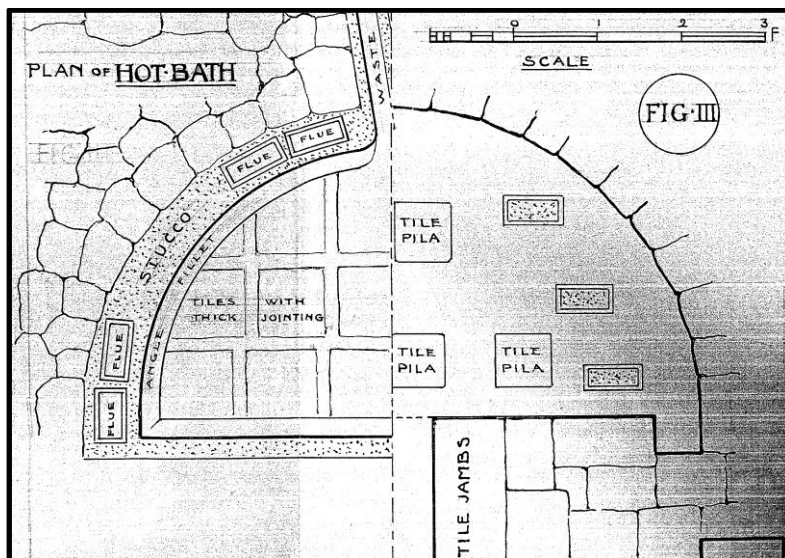 PLAN OF HOT·BATH
WASTE
0 1 2 3 F
SCALE
FIG·III
FLUE
FLUE
STUCCO
ANGLE FILLET
TILES WITH
THICK JOINTING
FLUE
FLUE
TILE
PILA
TILE
PILA
TILE
PILA
TILE JAMBS